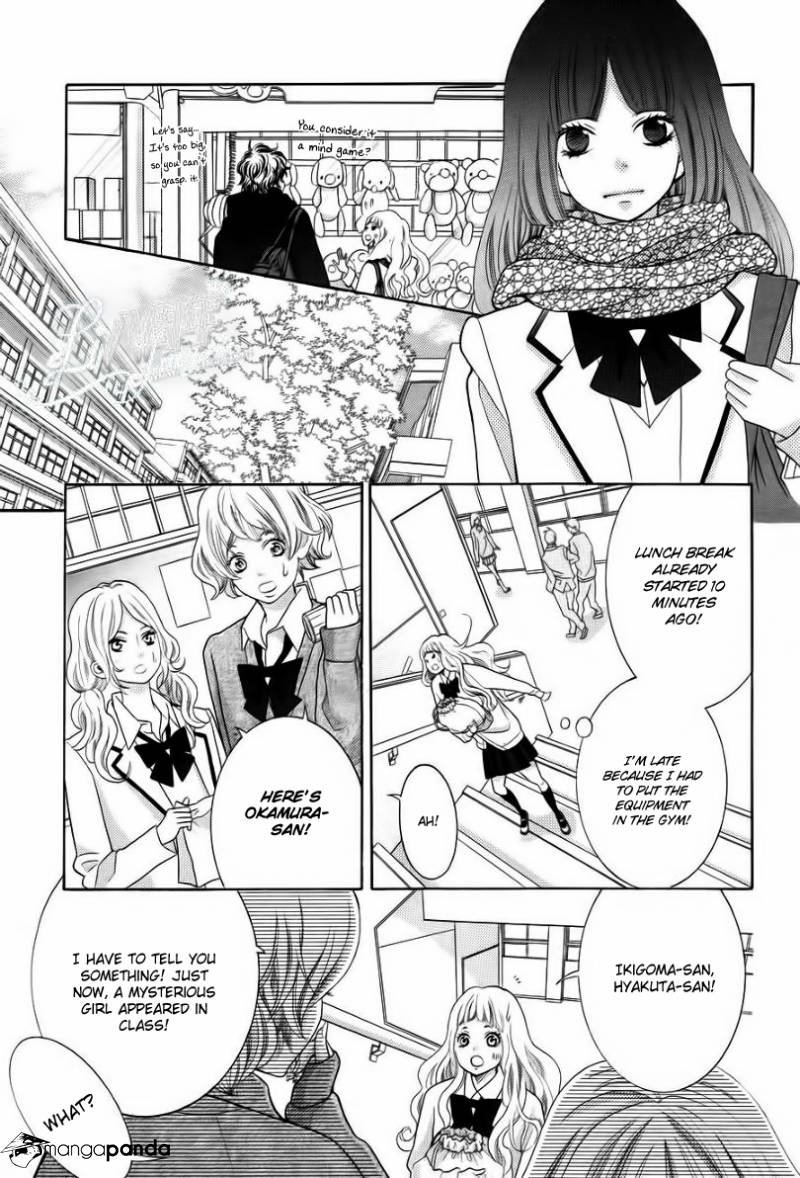 You consider it
a mind game?
Let's say...
It's too big,
so you can't
grasp it.
LUNCH BREAK
ALREADY
STARTED 10
MINUTES
AGO!
I'M LATE
BECAUSE I HAD
TO PUT THE
EQUIPMENT
IN THE GYM!
AH!
HERE'S
OKAMURA-
SAN!
IKIGOMA-SAN,
HYAKUTA-SAN!
I HAVE TO TELL YOU
SOMETHING! JUST
NOW, A MYSTERIOUS
GIRL APPEARED IN
CLASS!
WHAT?
mangapanda